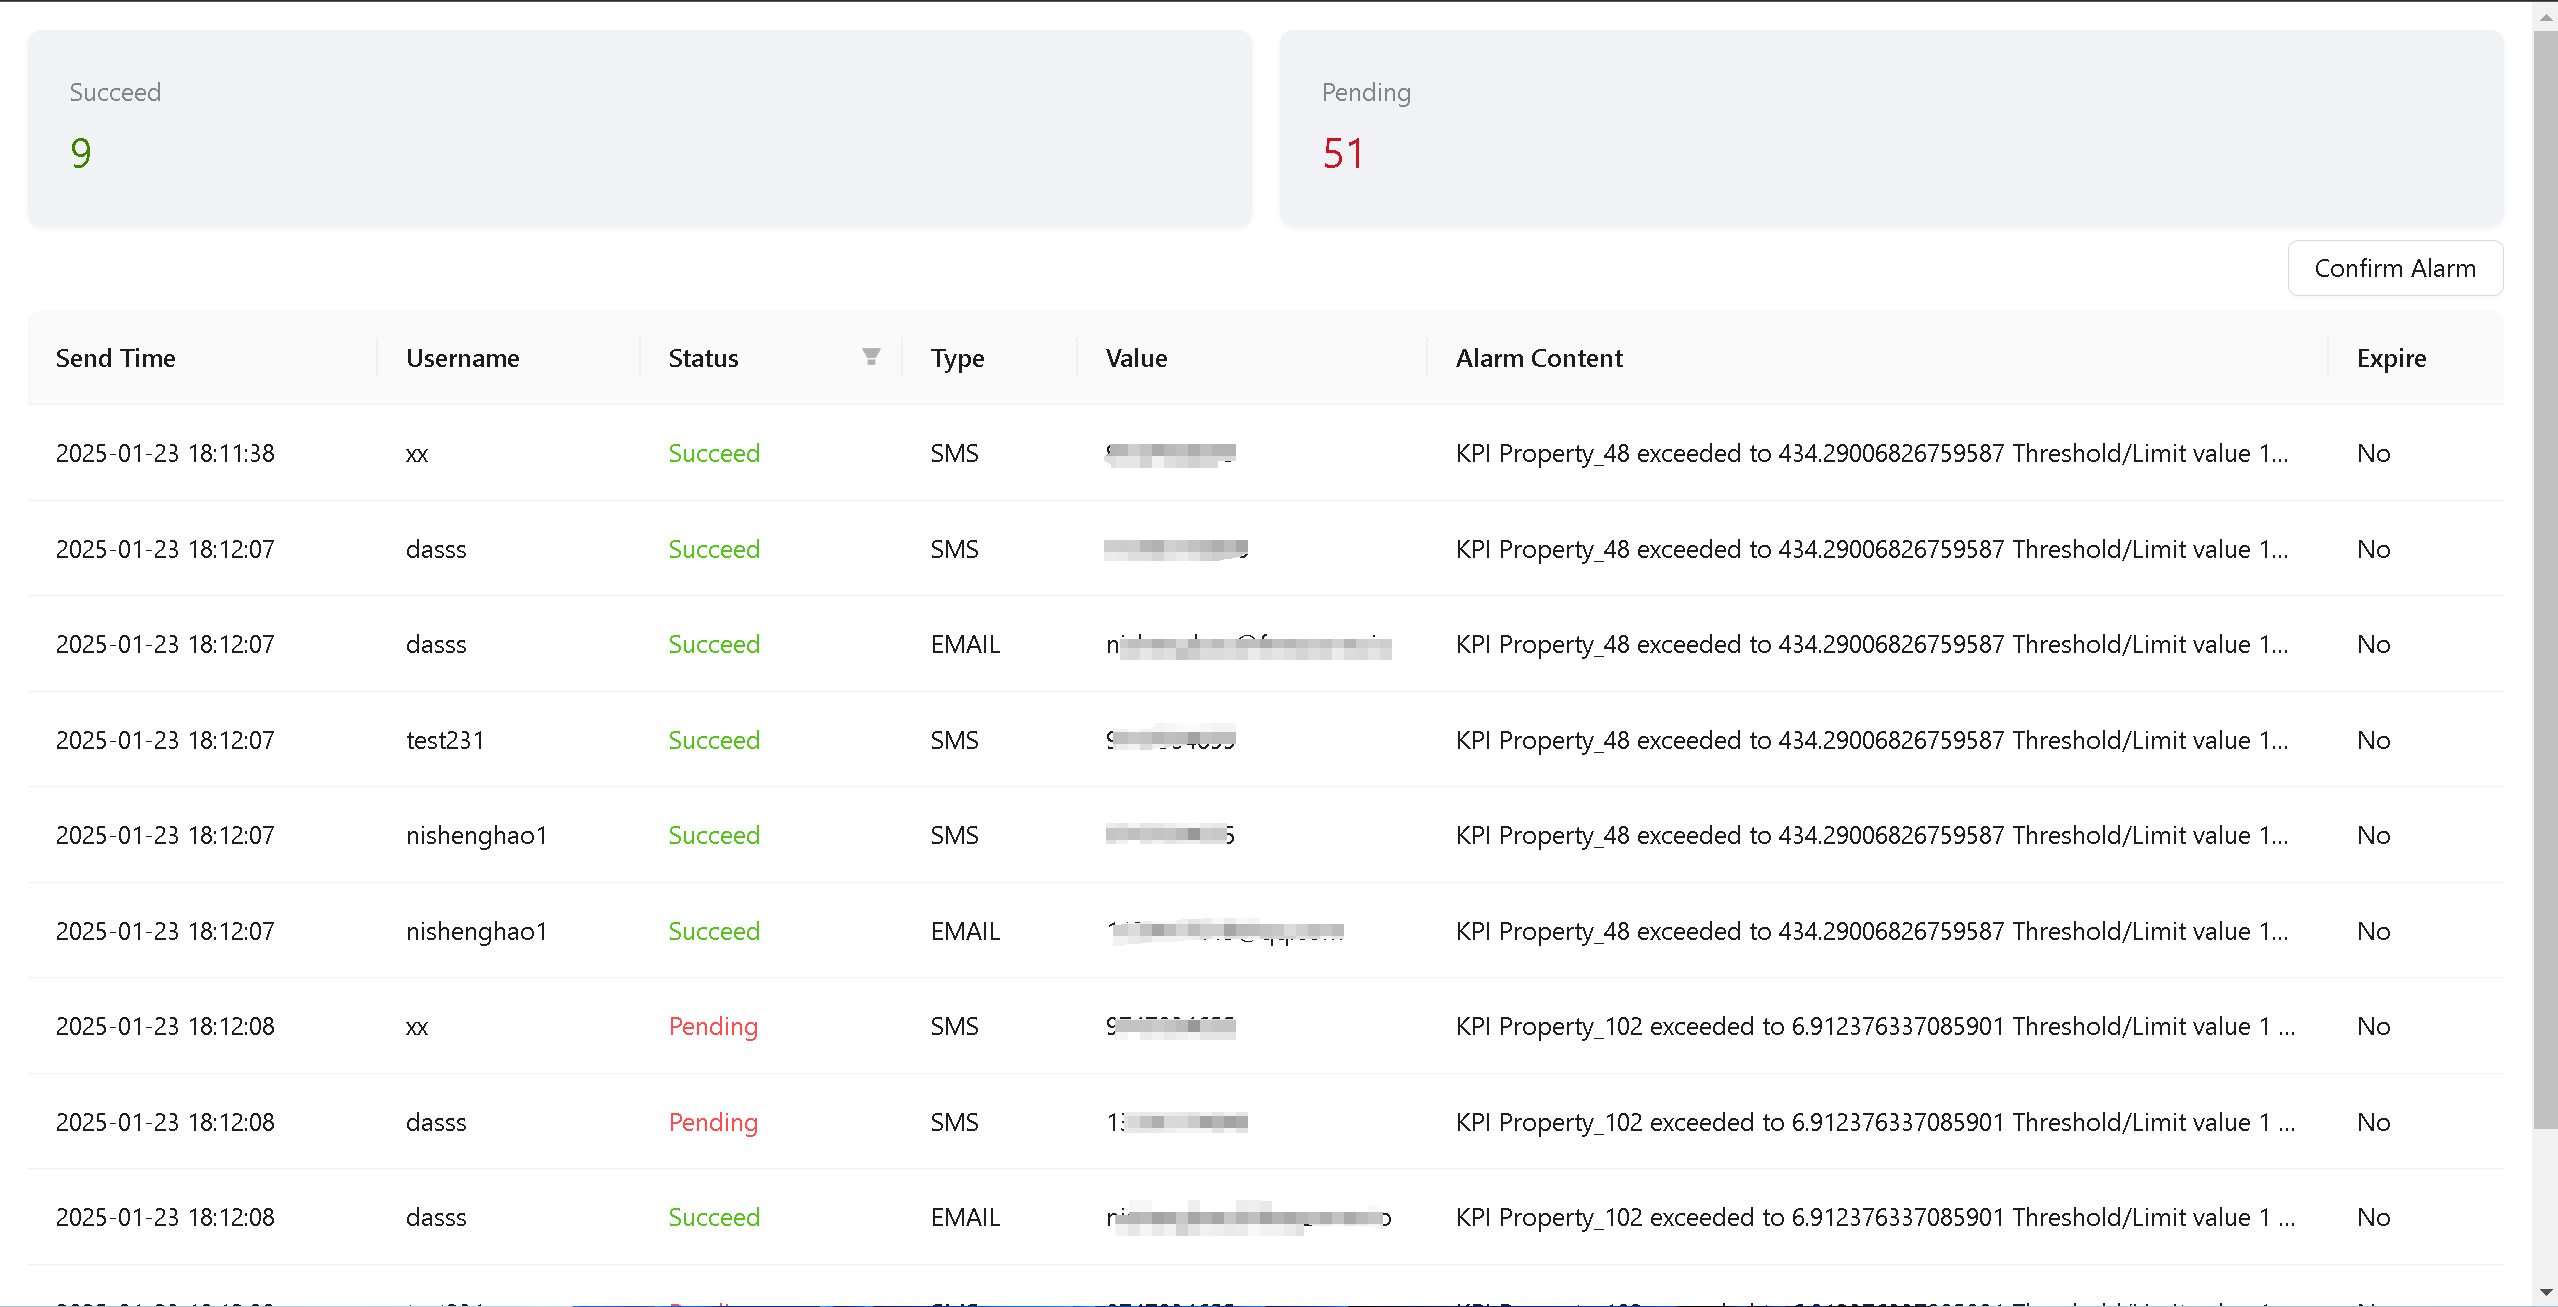 Succeed
9
Pending
51
Confirm Alarm
Send Time Username Status Type Value Alarm Content Expire
2025-01-23 18:11:38 xx Succeed SMS KPI Property_48 exceeded to 434.29006826759587 Threshold/Limit value 1... No
2025-01-23 18:12:07 dasss Succeed SMS KPI Property_48 exceeded to 434.29006826759587 Threshold/Limit value 1... No
2025-01-23 18:12:07 dasss Succeed EMAIL KPI Property_48 exceeded to 434.29006826759587 Threshold/Limit value 1... No
2025-01-23 18:12:07 test231 Succeed SMS KPI Property_48 exceeded to 434.29006826759587 Threshold/Limit value 1... No
2025-01-23 18:12:07 nishenghao1 Succeed SMS KPI Property_48 exceeded to 434.29006826759587 Threshold/Limit value 1... No
2025-01-23 18:12:07 nishenghao1 Succeed EMAIL KPI Property_48 exceeded to 434.29006826759587 Threshold/Limit value 1... No
2025-01-23 18:12:08 xx Pending SMS KPI Property_102 exceeded to 6.912376337085901 Threshold/Limit value 1 ... No
2025-01-23 18:12:08 dasss Pending SMS KPI Property_102 exceeded to 6.912376337085901 Threshold/Limit value 1 ... No
2025-01-23 18:12:08 dasss Succeed EMAIL KPI Property_102 exceeded to 6.912376337085901 Threshold/Limit value 1 ... No